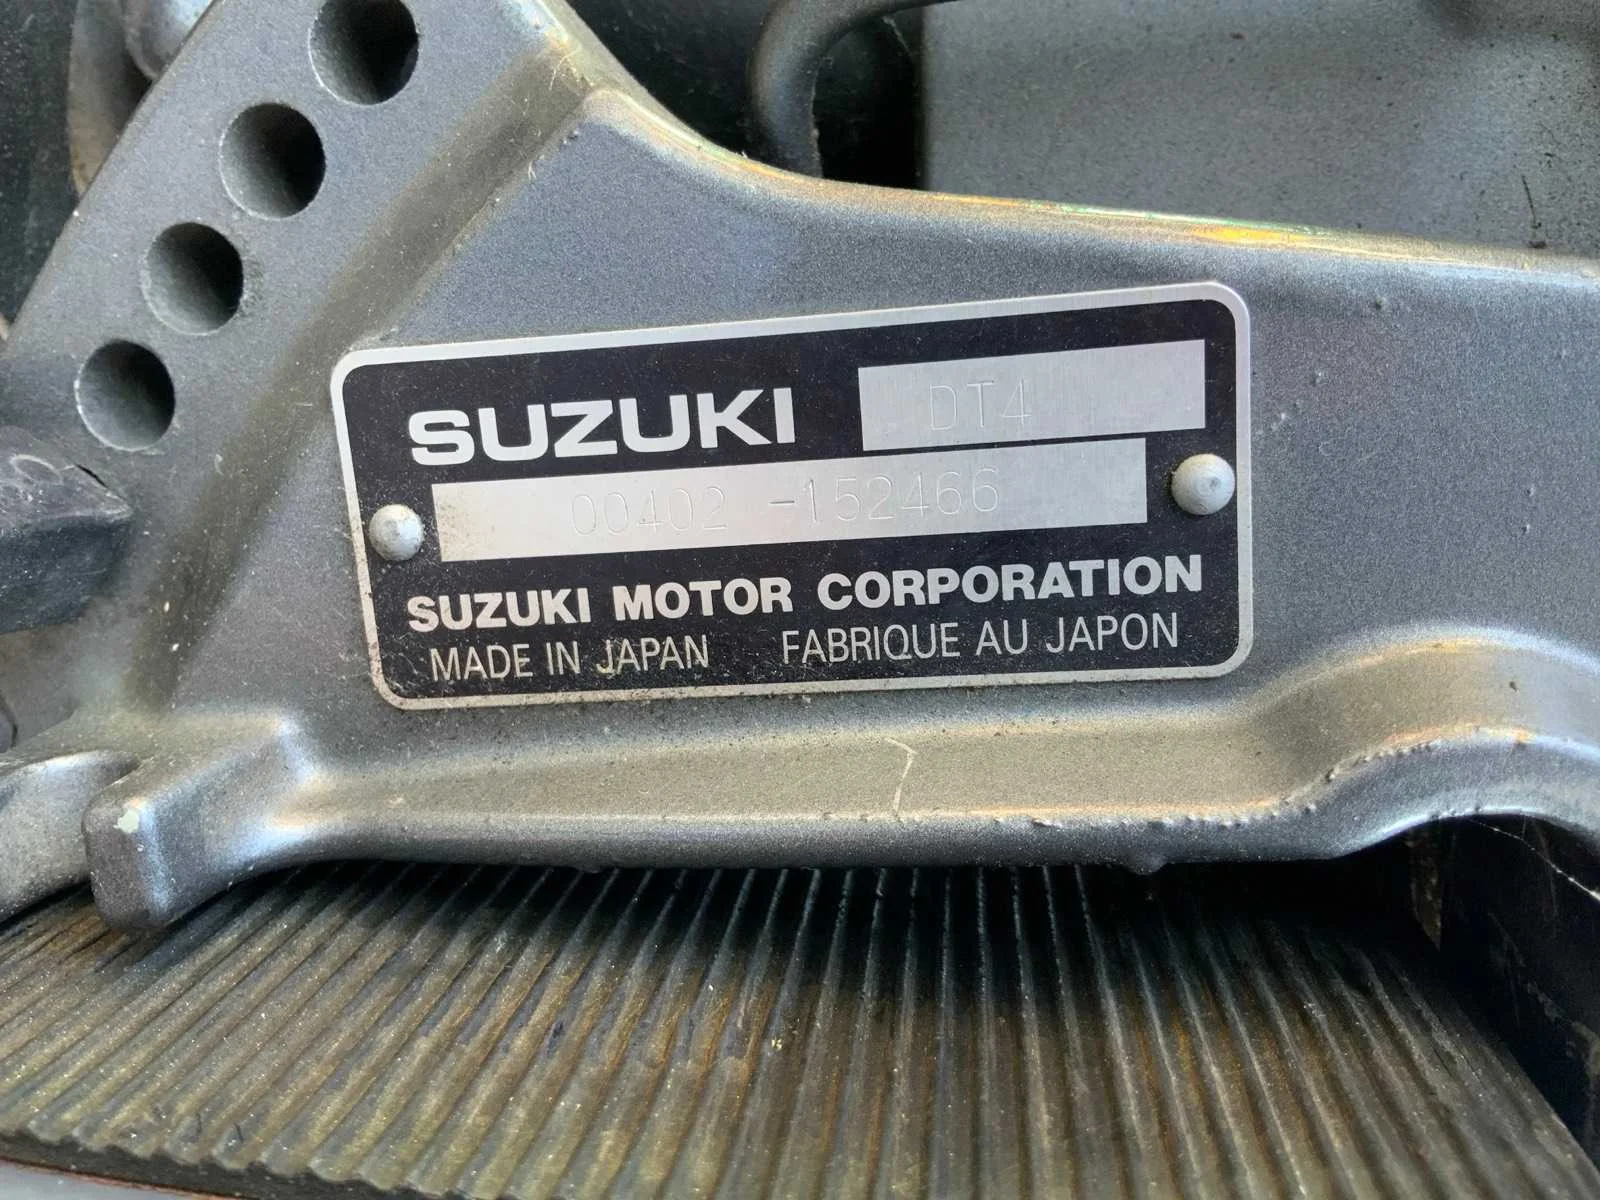 SUZUKI DT4
00402 -152466
SUZUKI MOTOR CORPORATION
MADE IN JAPAN FABRIQUE AU JAPON